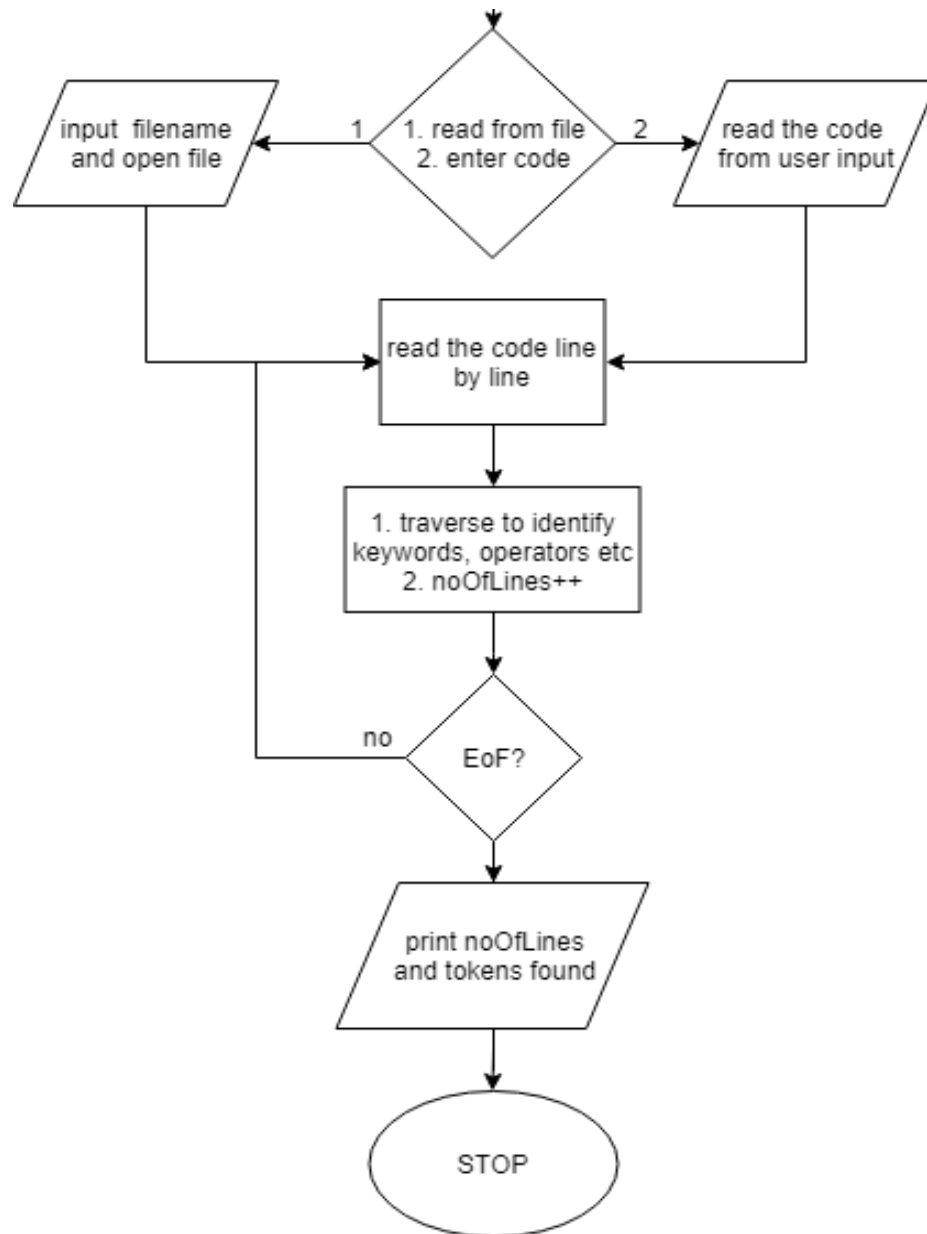 1. read from file
2. enter code
1
2
input filename
and open file
read the code
from user input
read the code line
by line
1. traverse to identify
keywords, operators etc
2. noOfLines++
EoF?
no
print noOfLines
and tokens found
STOP